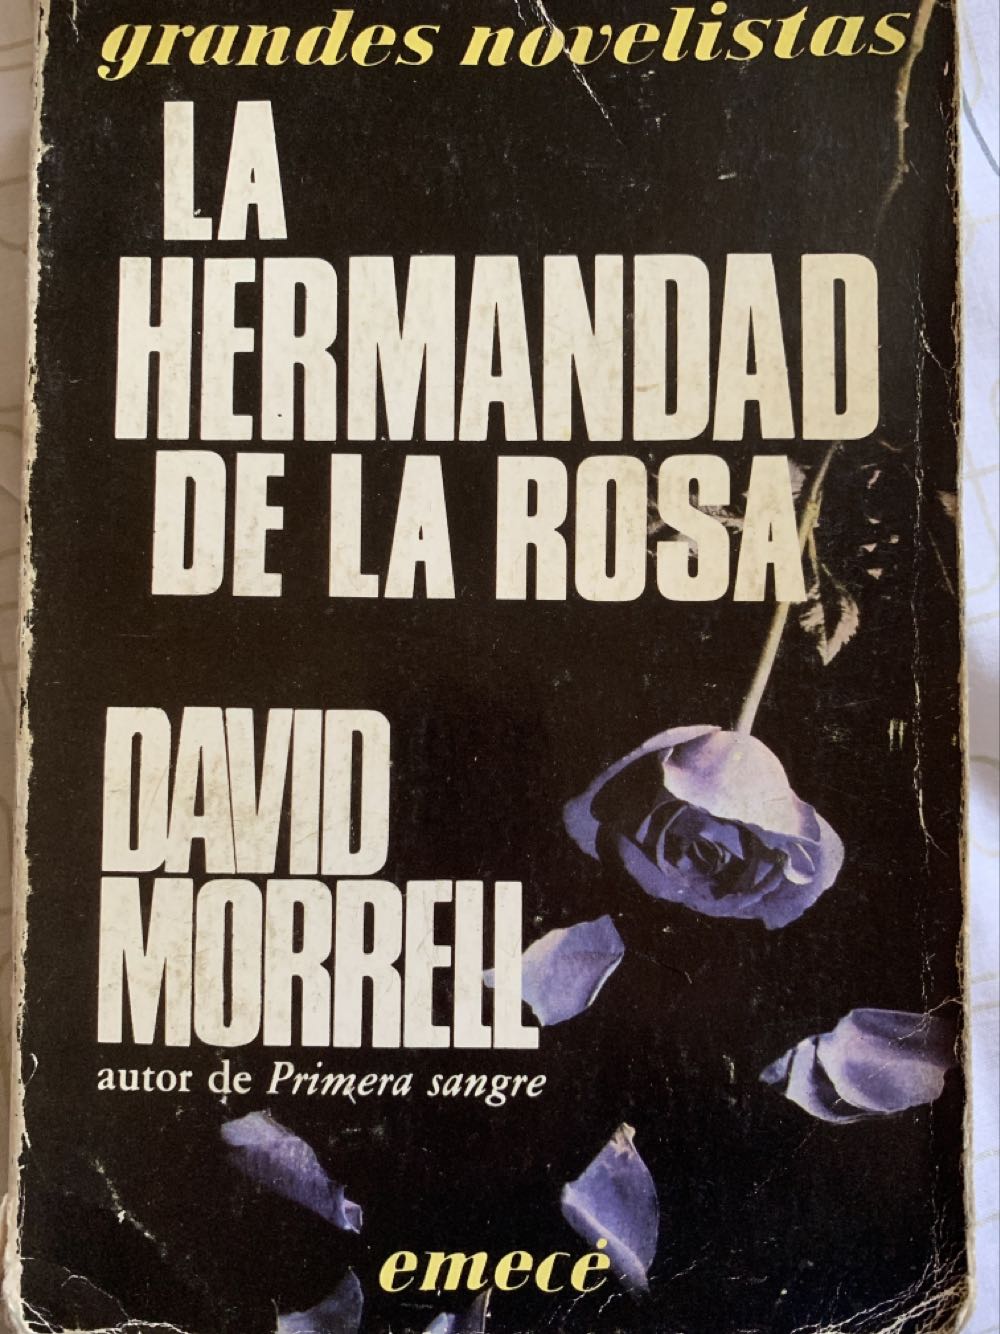 grandes novelistas
LA
HERMANDAD
DE LA ROSA
DAVID
MORRELL
autor de Primera sangre
emecé